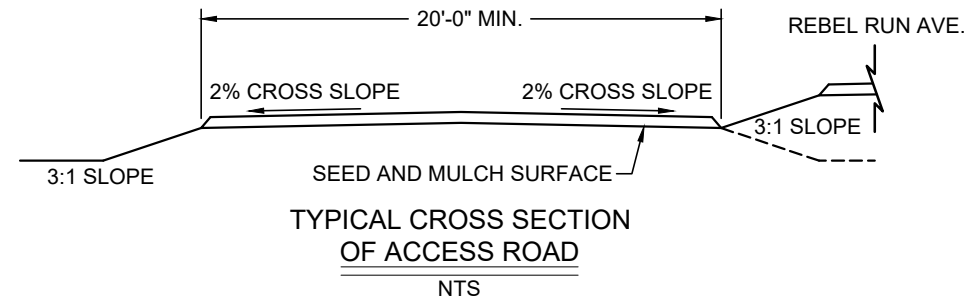 20'-0" MIN.
REBEL RUN AVE.
2% CROSS SLOPE
2% CROSS SLOPE
3:1 SLOPE
3:1 SLOPE
SEED AND MULCH SURFACE
TYPICAL CROSS SECTION
OF ACCESS ROAD
NTS